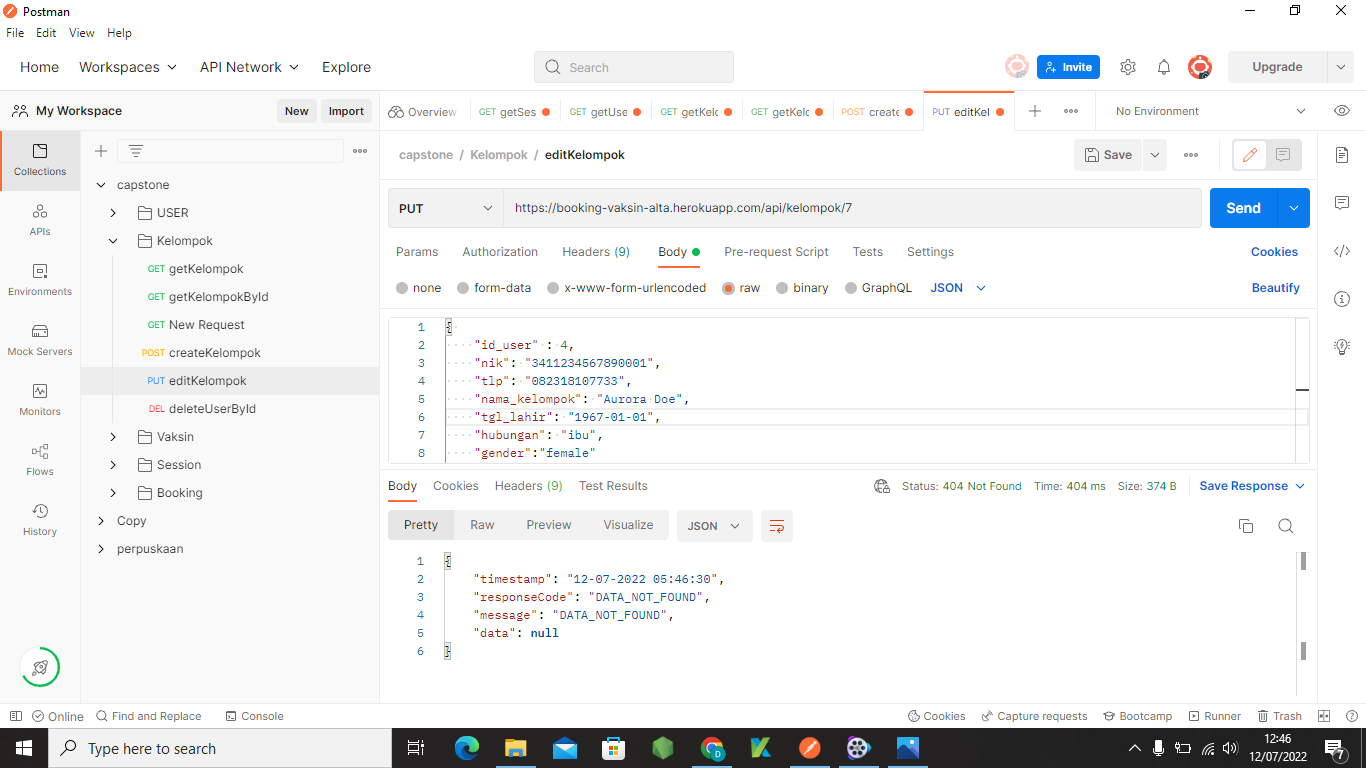 Postman
File Edit View Help
Home Workspaces API Network Explore
Search
Invite
Upgrade
My Workspace
New Import
Overview
GET getSes
GET getUse
GET getKelo
GET getKelo
POST create
PUT editKel
No Environment
Collections
APIs
Environments
Mock Servers
Monitors
Flows
History
capstone
USER
Kelompok
GET getKelompok
GET getKelompokById
GET New Request
POST createKelompok
PUT editKelompok
DEL deleteUserById
Vaksin
Session
Booking
Copy
perpuskaan
capstone / Kelompok / editKelompok
Save
PUT https://booking-vaksin-alta.herokuapp.com/api/kelompok/7
Send
Params Authorization Headers (9) Body Pre-request Script Tests Settings Cookies
none form-data x-www-form-urlencoded raw binary GraphQL JSON Beautify
1 {
2 "id_user" : 4,
3 "nik": "3411234567890001",
4 "tlp": "082318107733",
5 "nama_kelompok": "Aurora Doe",
6 "tgl_lahir": "1967-01-01",
7 "hubungan": "ibu",
8 "gender":"female"
Body Cookies Headers (9) Test Results Status: 404 Not Found Time: 404 ms Size: 374 B Save Response
Pretty Raw Preview Visualize JSON
1 {
2 "timestamp": "12-07-2022 05:46:30",
3 "responseCode": "DATA_NOT_FOUND",
4 "message": "DATA_NOT_FOUND",
5 "data": null
6 }
Online Find and Replace Console Cookies Capture requests Bootcamp Runner Trash
Type here to search
D
12:46
12/07/2022
7